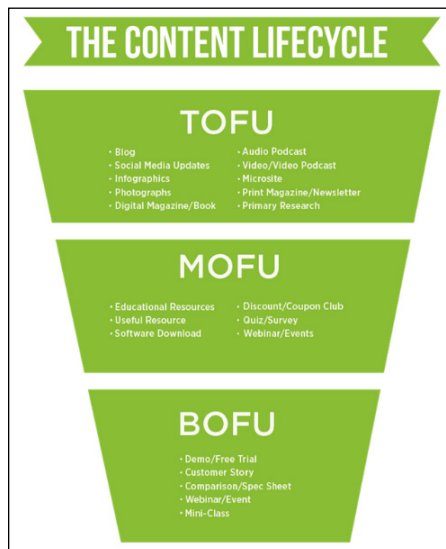 THE CONTENT LIFECYCLE
TOFU
• Blog
• Social Media Updates
• Infographics
• Photographs
• Digital Magazine/Book
• Audio Podcast
• Video/Video Podcast
• Microsite
• Print Magazine/Newsletter
• Primary Research
MOFU
• Educational Resources
• Useful Resource
• Software Download
• Discount/Coupon Club
• Quiz/Survey
• Webinar/Events
BOFU
• Demo/Free Trial
• Customer Story
• Comparison/Spec Sheet
• Webinar/Event
• Mini-Class